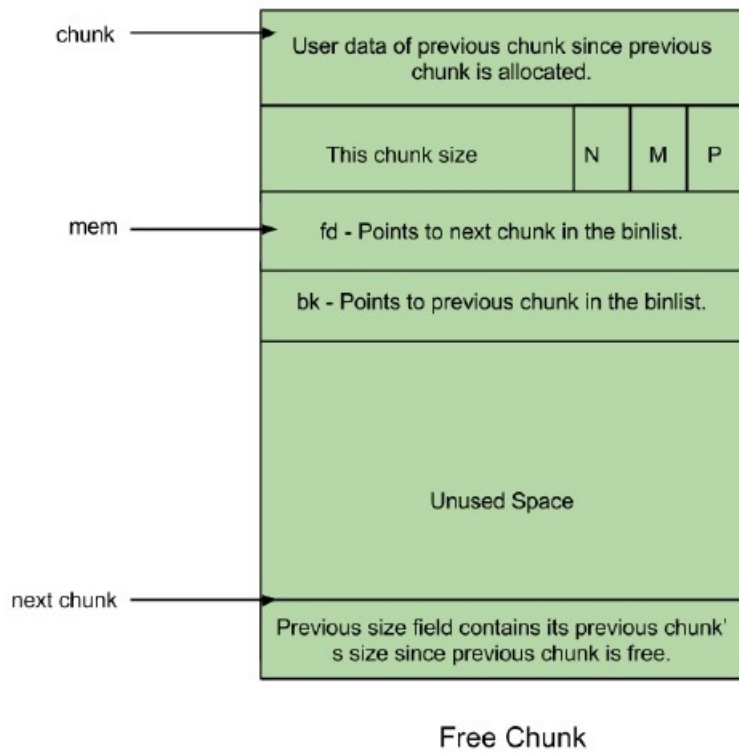 chunk
User data of previous chunk since previous
chunk is allocated.
This chunk size N M P
mem
fd - Points to next chunk in the binlist.
bk - Points to previous chunk in the binlist.
Unused Space
next chunk
Previous size field contains its previous chunk’
s size since previous chunk is free.
Free Chunk